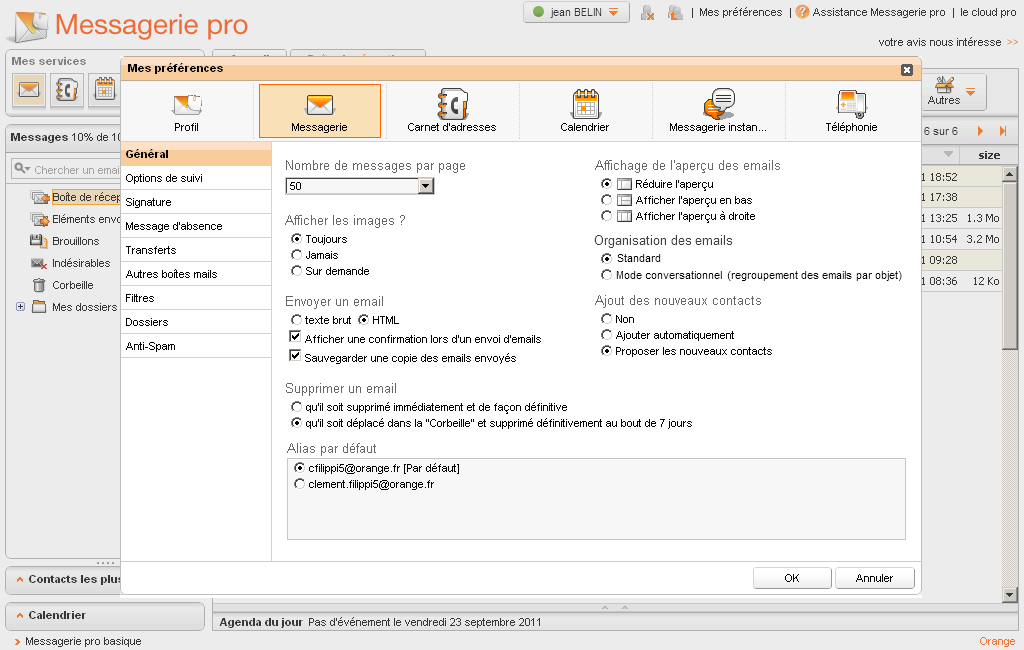 Messagerie pro
jean BELIN
Mes préférences
Assistance Messagerie pro
le cloud pro
votre avis nous intéresse >>
Mes services
Mes préférences
Profil
Messagerie
Carnet d'adresses
Calendrier
Messagerie instan...
Téléphonie
Autres
Messages 10% de 10
6 sur 6
Chercher un emai
size
Boîte de récep
Eléments envo
Brouillons
Indésirables
Corbeille
Mes dossiers
Général
Options de suivi
Signature
Message d'absence
Transferts
Autres boîtes mails
Filtres
Dossiers
Anti-Spam
Nombre de messages par page
50
Afficher les images ?
Toujours
Jamais
Sur demande
Envoyer un email
texte brut HTML
Afficher une confirmation lors d'un envoi d'emails
Sauvegarder une copie des emails envoyés
Supprimer un email
qu'il soit supprimé immédiatement et de façon définitive
qu'il soit déplacé dans la "Corbeille" et supprimé définitivement au bout de 7 jours
Alias par défaut
cfilippi5@orange.fr [Par défaut]
clement.filippi5@orange.fr
Affichage de l'aperçu des emails
Réduire l'aperçu
Afficher l'aperçu en bas
Afficher l'aperçu à droite
Organisation des emails
Standard
Mode conversationnel (regroupement des emails par objet)
Ajout des nouveaux contacts
Non
Ajouter automatiquement
Proposer les nouveaux contacts
1 18:52
1 17:38
1 13:25 1.3 Mo
1 10:54 3.2 Mo
1 09:28
1 08:36 12 Ko
OK
Annuler
Contacts les plus
Calendrier
Messagerie pro basique
Agenda du jour Pas d'événement le vendredi 23 septembre 2011
Orange